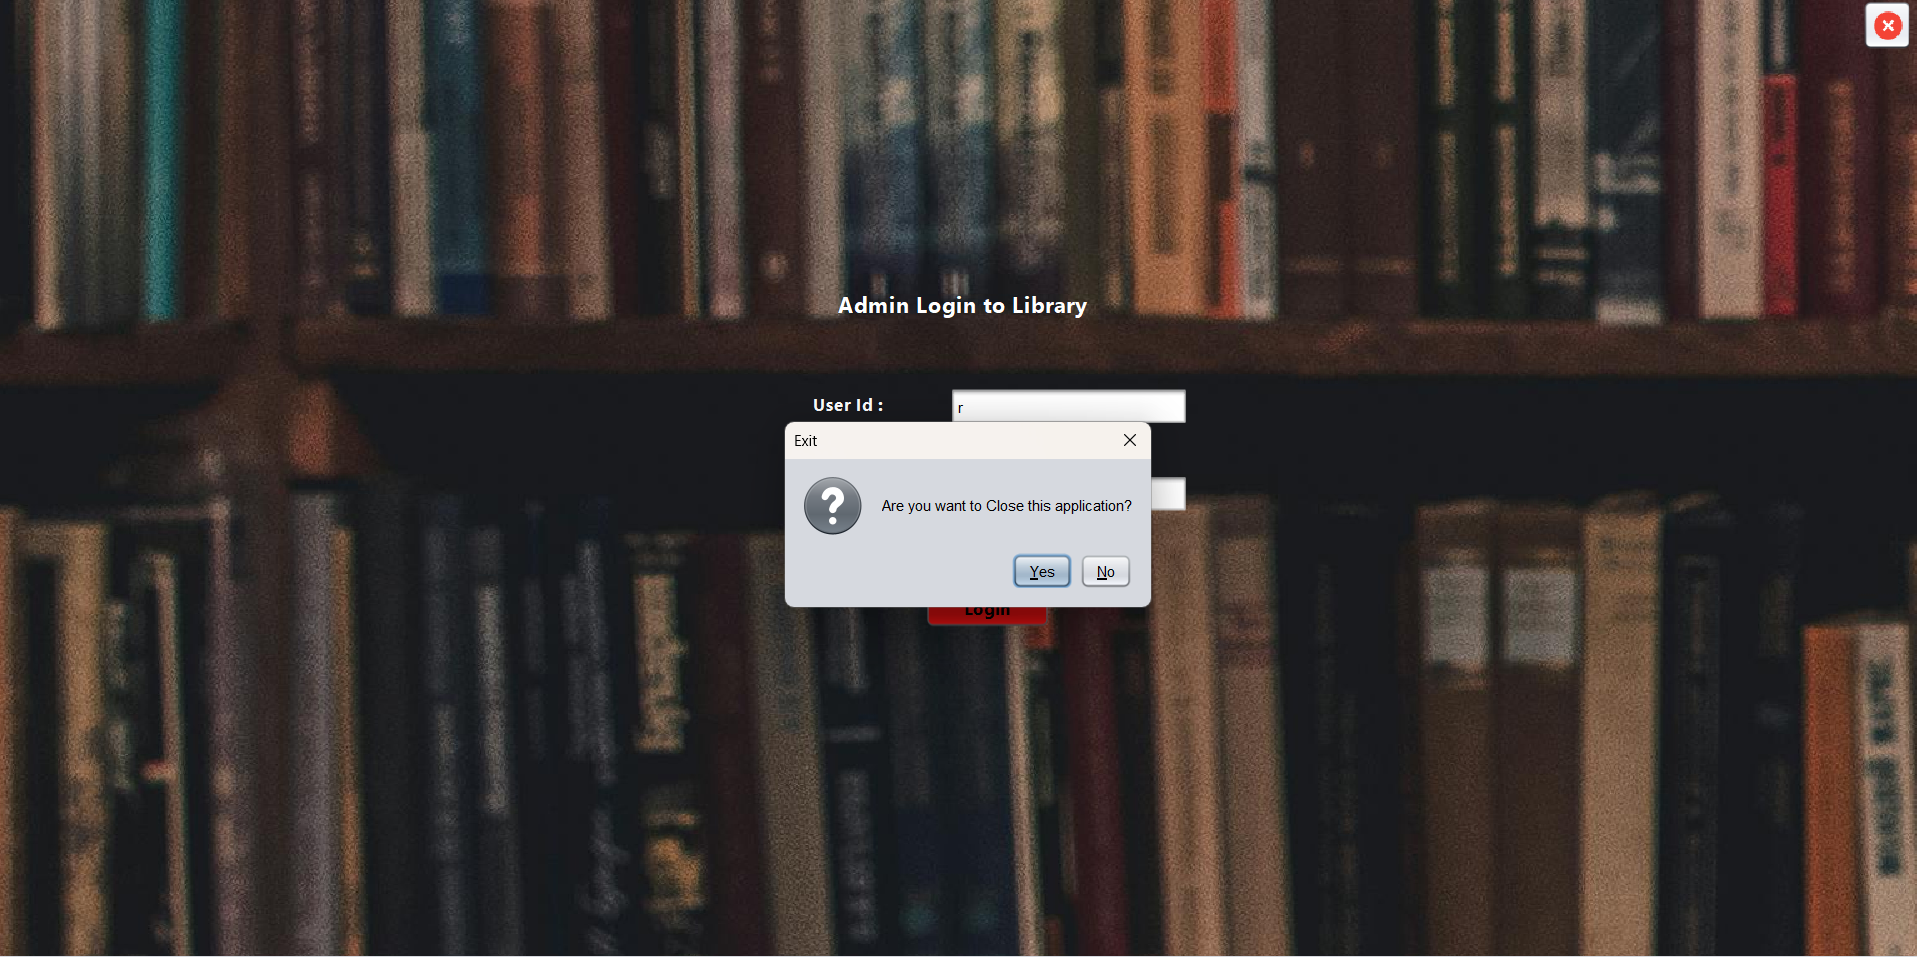 Admin Login to Library
User Id :
r
Exit
Are you want to Close this application?
Yes
No
Login